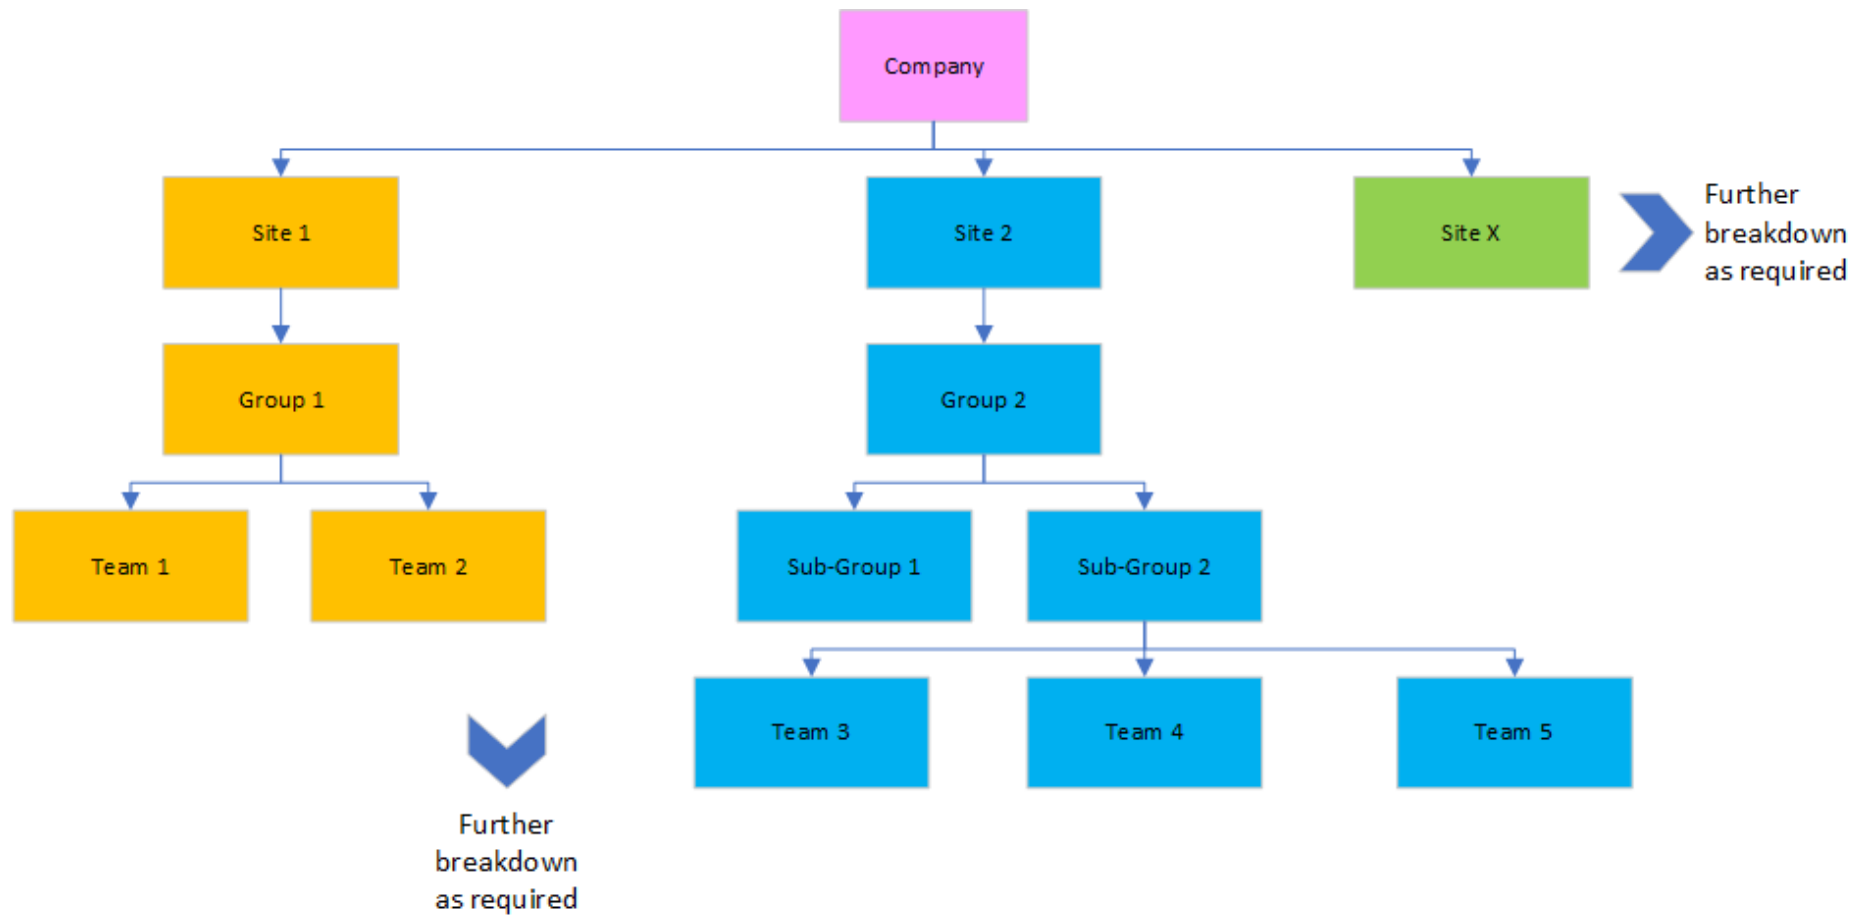 Company
Site 1
Site 2
Site X
Further
breakdown
as required
Group 1
Group 2
Team 1
Team 2
Sub-Group 1
Sub-Group 2
Team 3
Team 4
Team 5
Further
breakdown
as required